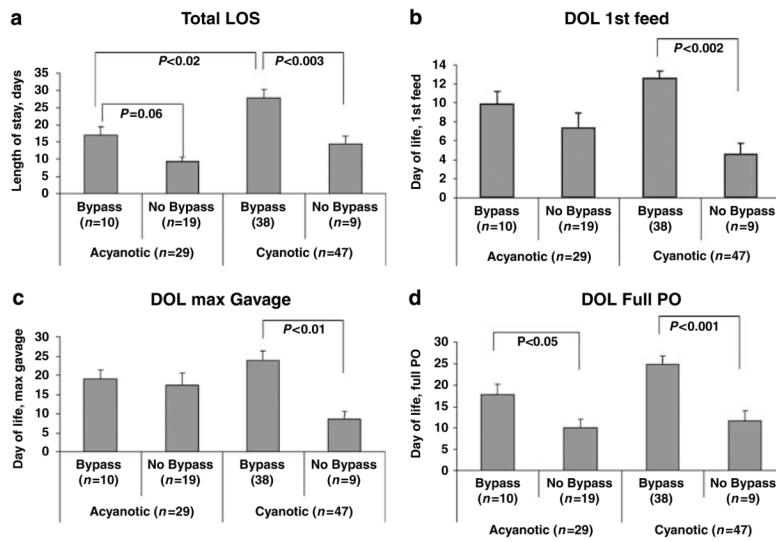 a
Total LOS
Length of stay, days
35
30
25
20
15
10
5
0
P<0.02
P<0.003
P=0.06
Bypass No Bypass Bypass No Bypass
(n=10) (n=19) (38) (n=9)
Acyanotic (n=29) Cyanotic (n=47)
b
DOL 1st feed
Day of life, 1st feed
14
12
10
8
6
4
2
0
P<0.002
Bypass No Bypass Bypass No Bypass
(n=10) (n=19) (38) (n=9)
Acyanotic (n=29) Cyanotic (n=47)
c
DOL max Gavage
Day of life, max gavage
30
25
20
15
10
5
0
P<0.01
Bypass No Bypass Bypass No Bypass
(n=10) (n=19) (38) (n=9)
Acyanotic (n=29) Cyanotic (n=47)
d
DOL Full PO
Day of life, full PO
30
25
20
15
10
5
0
P<0.05
P<0.001
Bypass No Bypass Bypass No Bypass
(n=10) (n=19) (38) (n=9)
Acyanotic (n=29) Cyanotic (n=47)